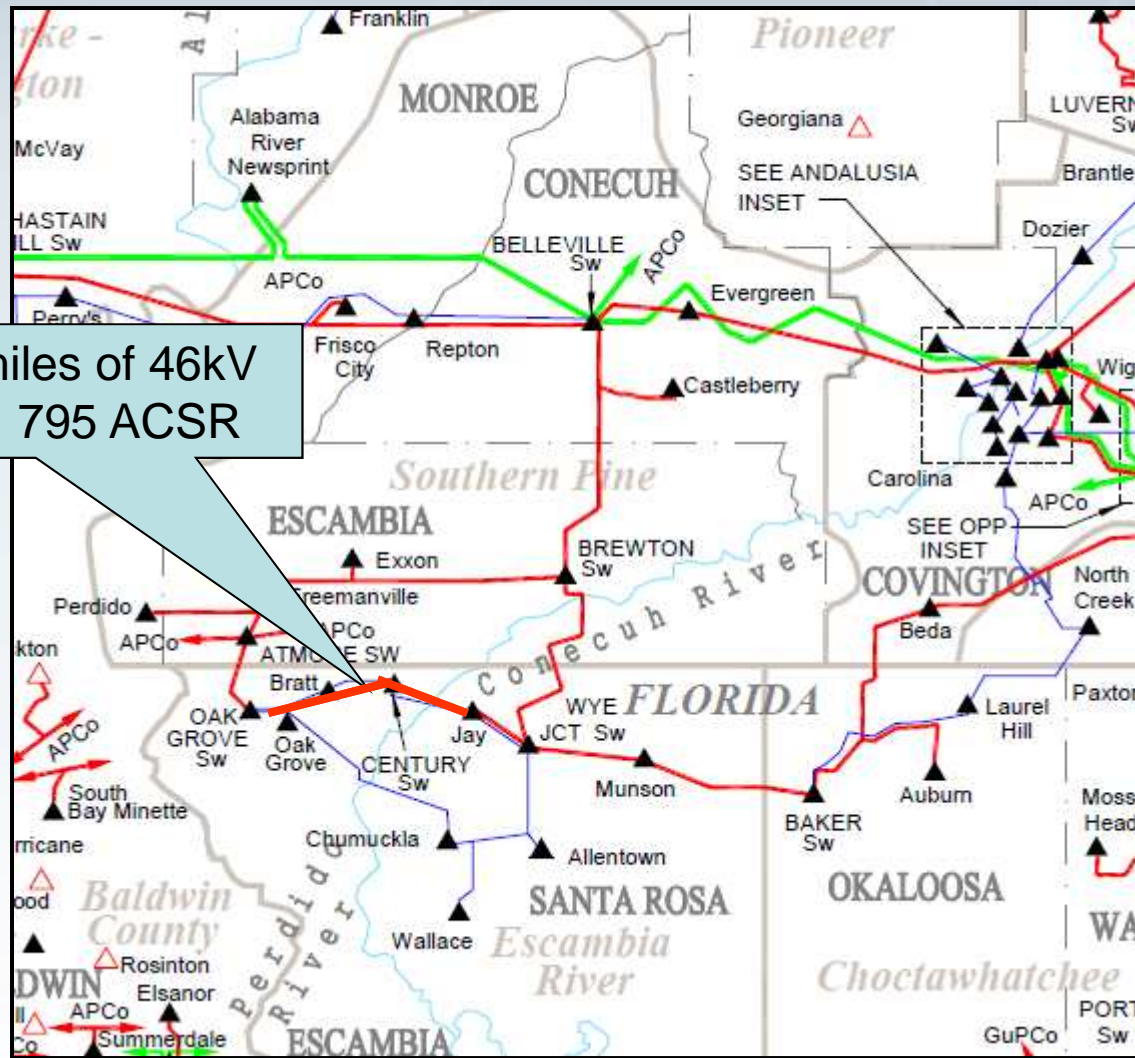 Franklin
Pioneer
MONROE
Alabama
River
Newsprint
Georgiana
LUVERN
Sw
McVay
CONECUH
SEE ANDALUSIA
INSET
Brantle
HASTAIN
ILL Sw
BELLEVILLE
Sw
APCo
Dozier
APCo
Evergreen
Perry's
Frisco
City
Repton
Castleberry
Wig
miles of 46kV
795 ACSR
Southern Pine
Carolina
APCo
ESCAMBIA
SEE OPP
INSET
BREWTON
Sw
Exxon
Freemanville
Conecuh River
COVINGTON
North
Creek
Perdido
APCo
APCo
ATMORE SW
Beda
kton
Bratt
FLORIDA
Paxton
OAK
GROVE
Sw
Oak
Grove
CENTURY
Sw
Jay
WYE
JCT Sw
Laurel
Hill
APCo
South
Bay Minette
Munson
Auburn
BAKER
Sw
Moss
Head
rricane
Chumuckla
Allentown
ood
Baldwin
County
Perdido
River
SANTA ROSA
OKALOOSA
WA
Wallace
Escambia
River
Choctawhatchee
Rosinton
DWIN
Elsanor
APCo
PORT
Sw
Co
Summerdale
ESCAMBIA
GuPCo